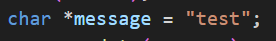 char *message = "test";